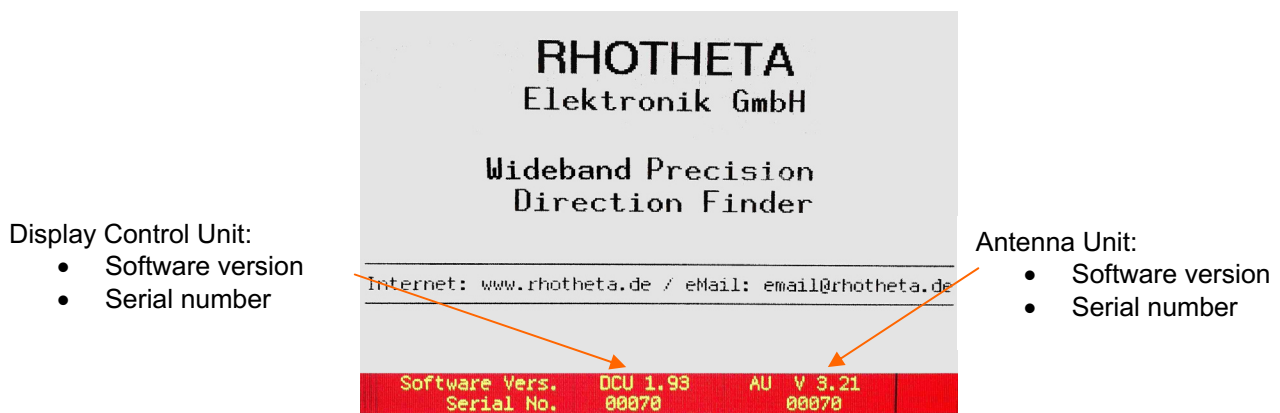 RHOTHETA
Elektronik GmbH
Wideband Precision
Direction Finder
Display Control Unit:
• Software version
• Serial number
Antenna Unit:
• Software version
• Serial number
Internet: www.rhotheta.de / eMail: email@rhotheta.de
Software Vers. DCU 1.93 AU V 3.21
Serial No. 00070 00070